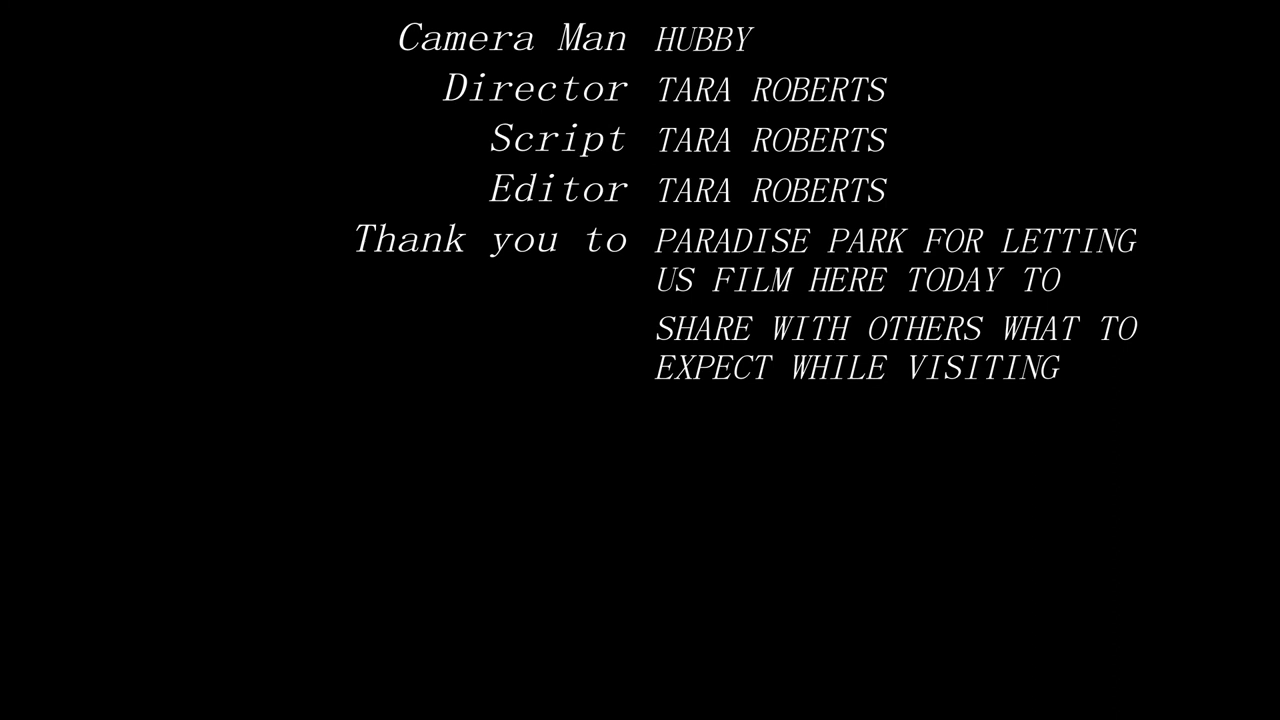 Camera Man HUBBY
Director TARA ROBERTS
Script TARA ROBERTS
Editor TARA ROBERTS
Thank you to PARADISE PARK FOR LETTING
US FILM HERE TODAY TO
SHARE WITH OTHERS WHAT TO
EXPECT WHILE VISITING